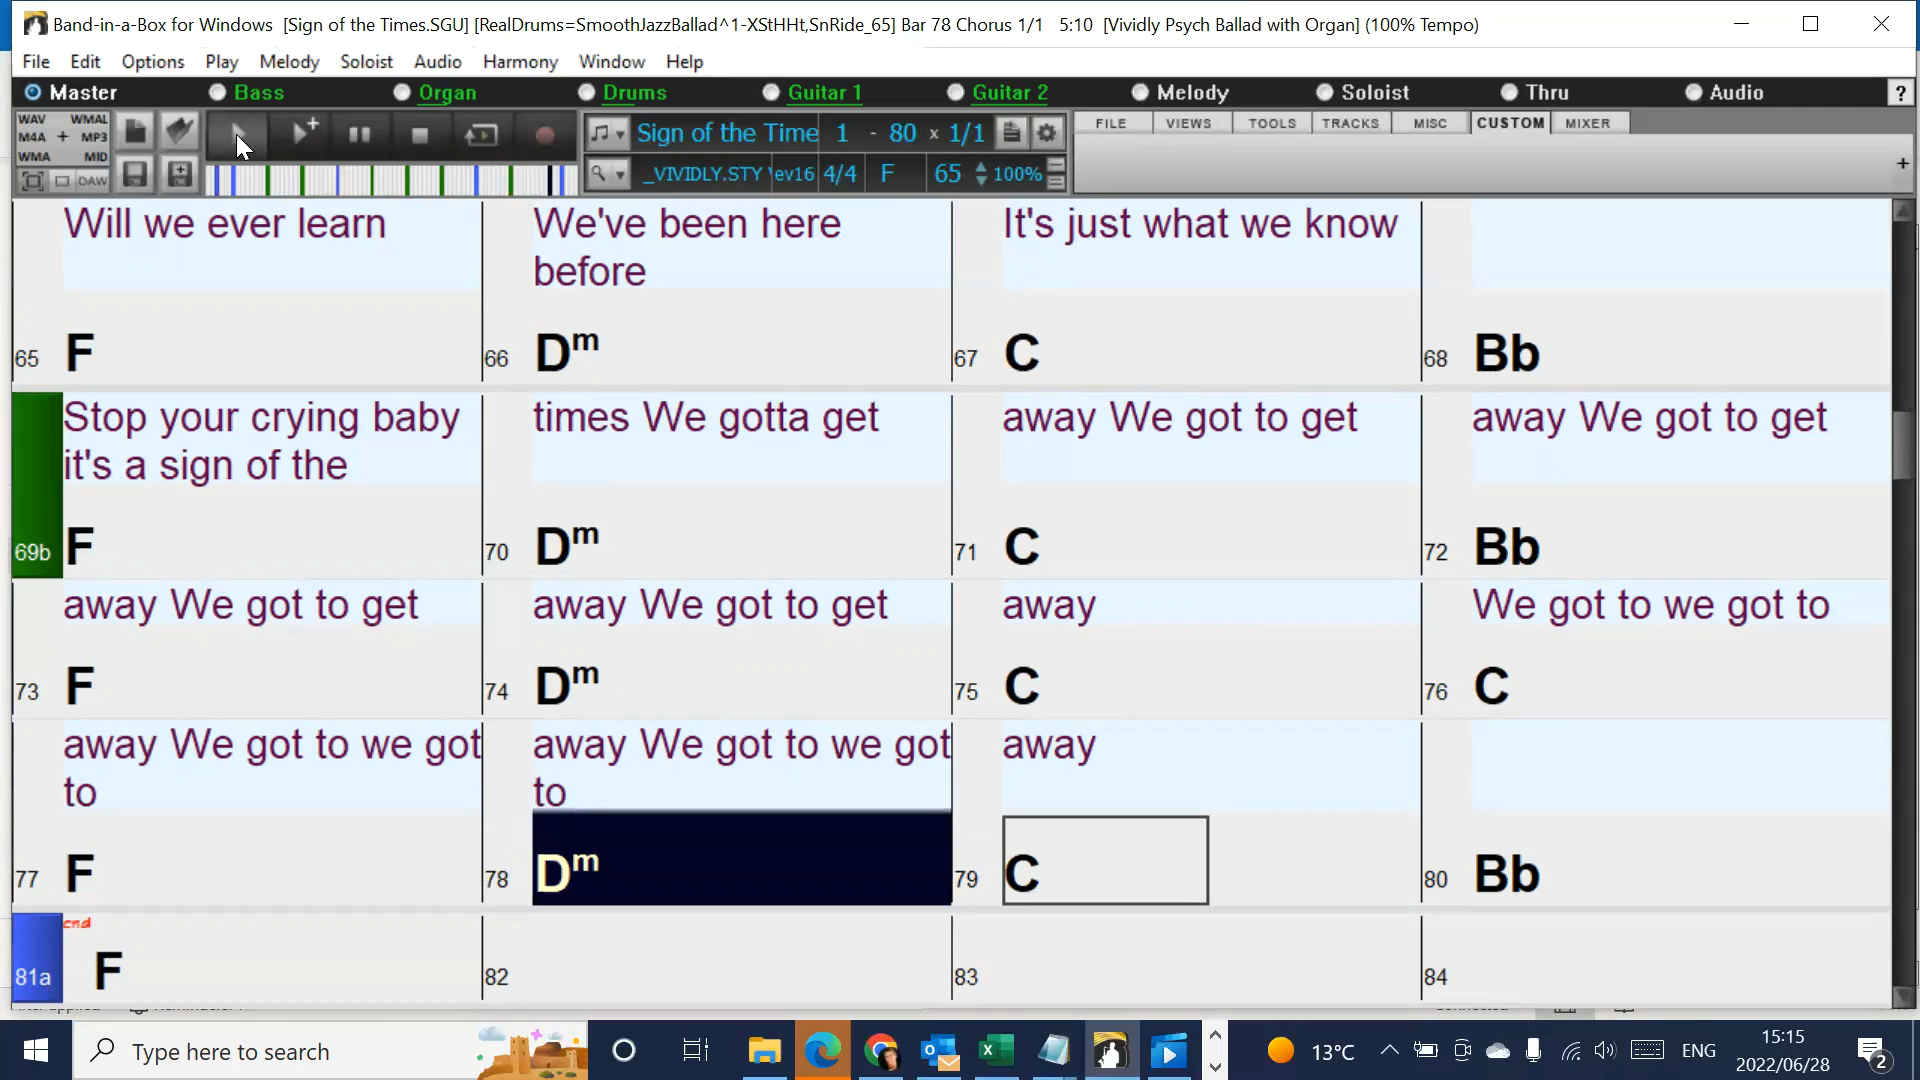 Band-in-a-Box for Windows [Sign of the Times.SGU] [RealDrums=SmoothJazzBallad^1-XStHHt,SnRide_65] Bar 78 Chorus 1/1 5:10 [Vividly Psych Ballad with Organ] (100% Tempo)
File Edit Options Play Melody Soloist Audio Harmony Window Help
Master Bass Organ Drums Guitar 1 Guitar 2 Melody Soloist Thru Audio ?
WAV WMAL
M4A + MP3
WMA MID
DAW
Sign of the Time 1 - 80 x 1/1
_VIVIDLY.STY ev16 4/4 F 65 100%
FILE VIEWS TOOLS TRACKS MISC CUSTOM MIXER
+
Will we ever learn
We've been here
before
It's just what we know
65 F 66 Dm 67 C 68 Bb
Stop your crying baby
it's a sign of the
times We gotta get
away We got to get
away We got to get
69b F 70 Dm 71 C 72 Bb
away We got to get
away We got to get
away
We got to we got to
73 F 74 Dm 75 C 76 C
away We got to we got
to
away We got to we got
to
away
77 F 78 Dm 79 C 80 Bb
end
81a F 82 83 84
Type here to search
13°C
ENG
15:15
2022/06/28
2